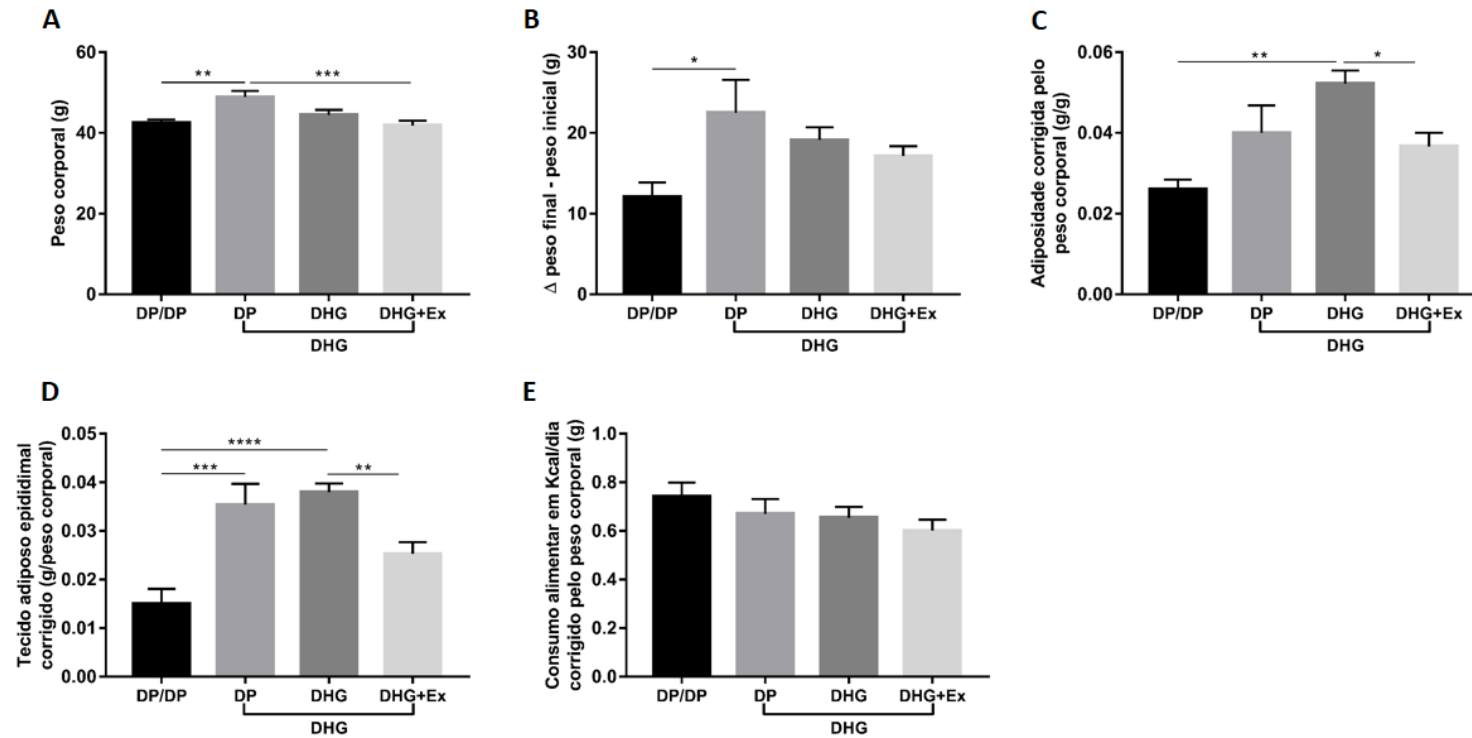 A
Peso corporal (g)
60
40
20
0
**
***
DP/DP
DP
DHG
DHG+Ex
DHG
B
Δ peso final - peso inicial (g)
30
20
10
0
*
DP/DP
DP
DHG
DHG+Ex
DHG
C
Adiposidade corrigida pelo
peso corporal (g/g)
0.06
0.04
0.02
0.00
**
*
DP/DP
DP
DHG
DHG+Ex
DHG
D
Tecido adiposo epididimal
corrigido (g/peso corporal)
0.05
0.04
0.03
0.02
0.01
0.00
****
***
**
DP/DP
DP
DHG
DHG+Ex
DHG
E
Consumo alimentar em Kcal/dia
corrigido pelo peso corporal (g)
1.0
0.8
0.6
0.4
0.2
0.0
DP/DP
DP
DHG
DHG+Ex
DHG